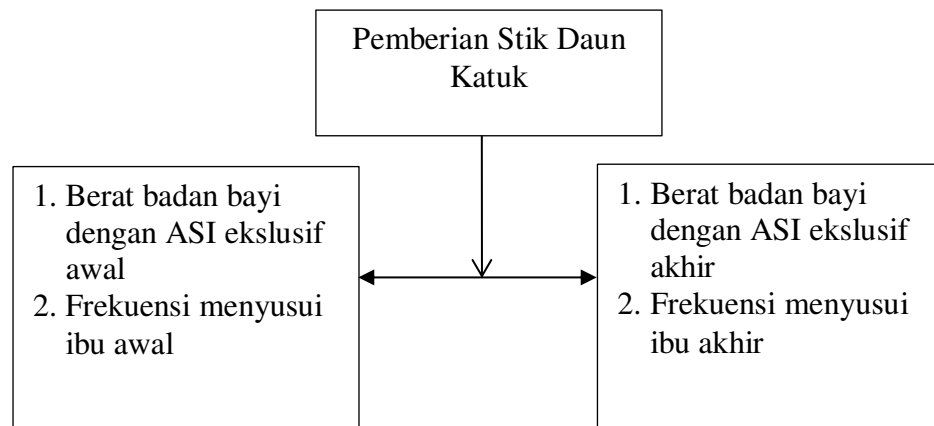 Pemberian Stik Daun
Katuk
1. Berat badan bayi
dengan ASI ekslusif
awal
2. Frekuensi menyusui
ibu awal
1. Berat badan bayi
dengan ASI ekslusif
akhir
2. Frekuensi menyusui
ibu akhir